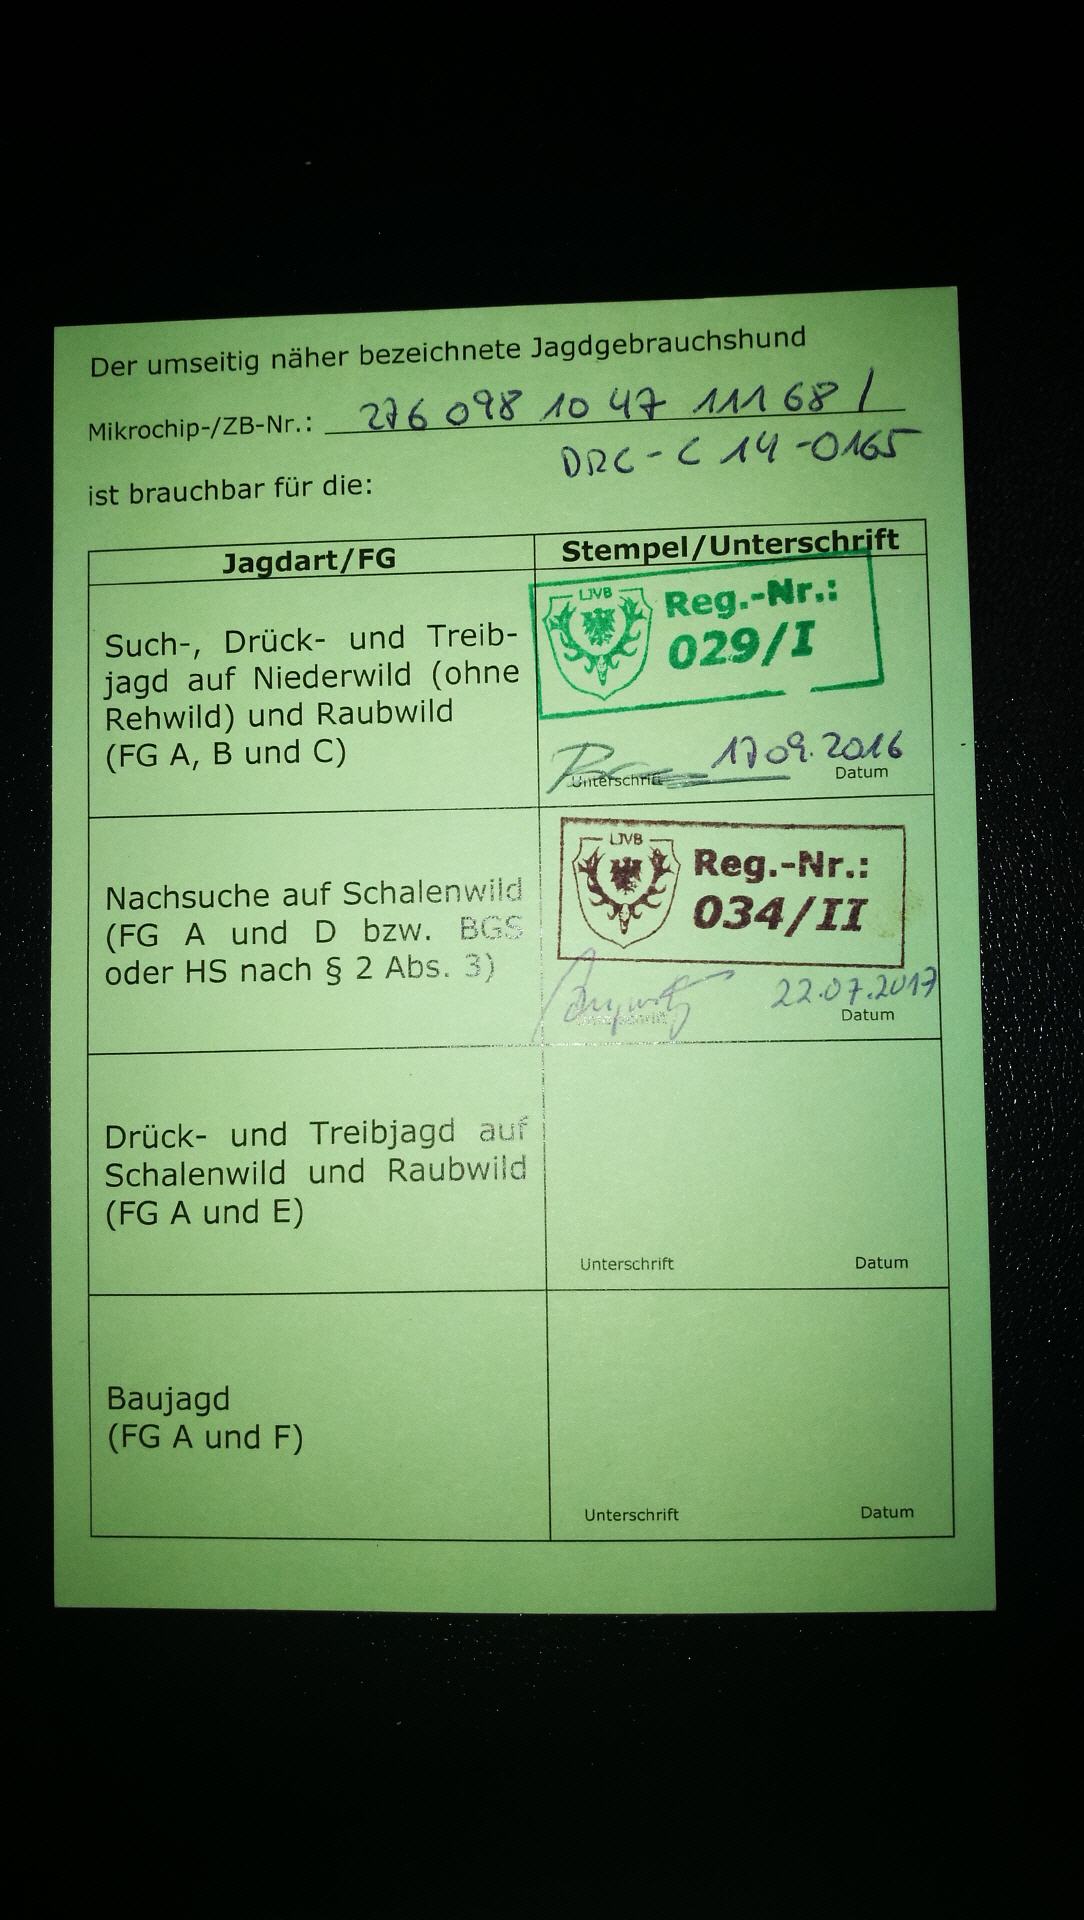 Der umseitig näher bezeichnete Jagdgebrauchshund
Mikrochip-/ZB-Nr.: 276 098 10 47 111 68 /
DRC - C 14 - 0165
ist brauchbar für die:
Jagdart/FG
Stempel/Unterschrift
Such-, Drück- und Treib-
jagd auf Niederwild (ohne
Rehwild) und Raubwild
(FG A, B und C)
LJVB
Reg.-Nr.:
029/I
17.09.2016
Unterschrift
Datum
Nachsuche auf Schalenwild
(FG A und D bzw. BGS
oder HS nach § 2 Abs. 3)
LJVB
Reg.-Nr.:
034/II
22.07.2017
Unterschrift
Datum
Drück- und Treibjagd auf
Schalenwild und Raubwild
(FG A und E)
Unterschrift
Datum
Baujagd
(FG A und F)
Unterschrift
Datum